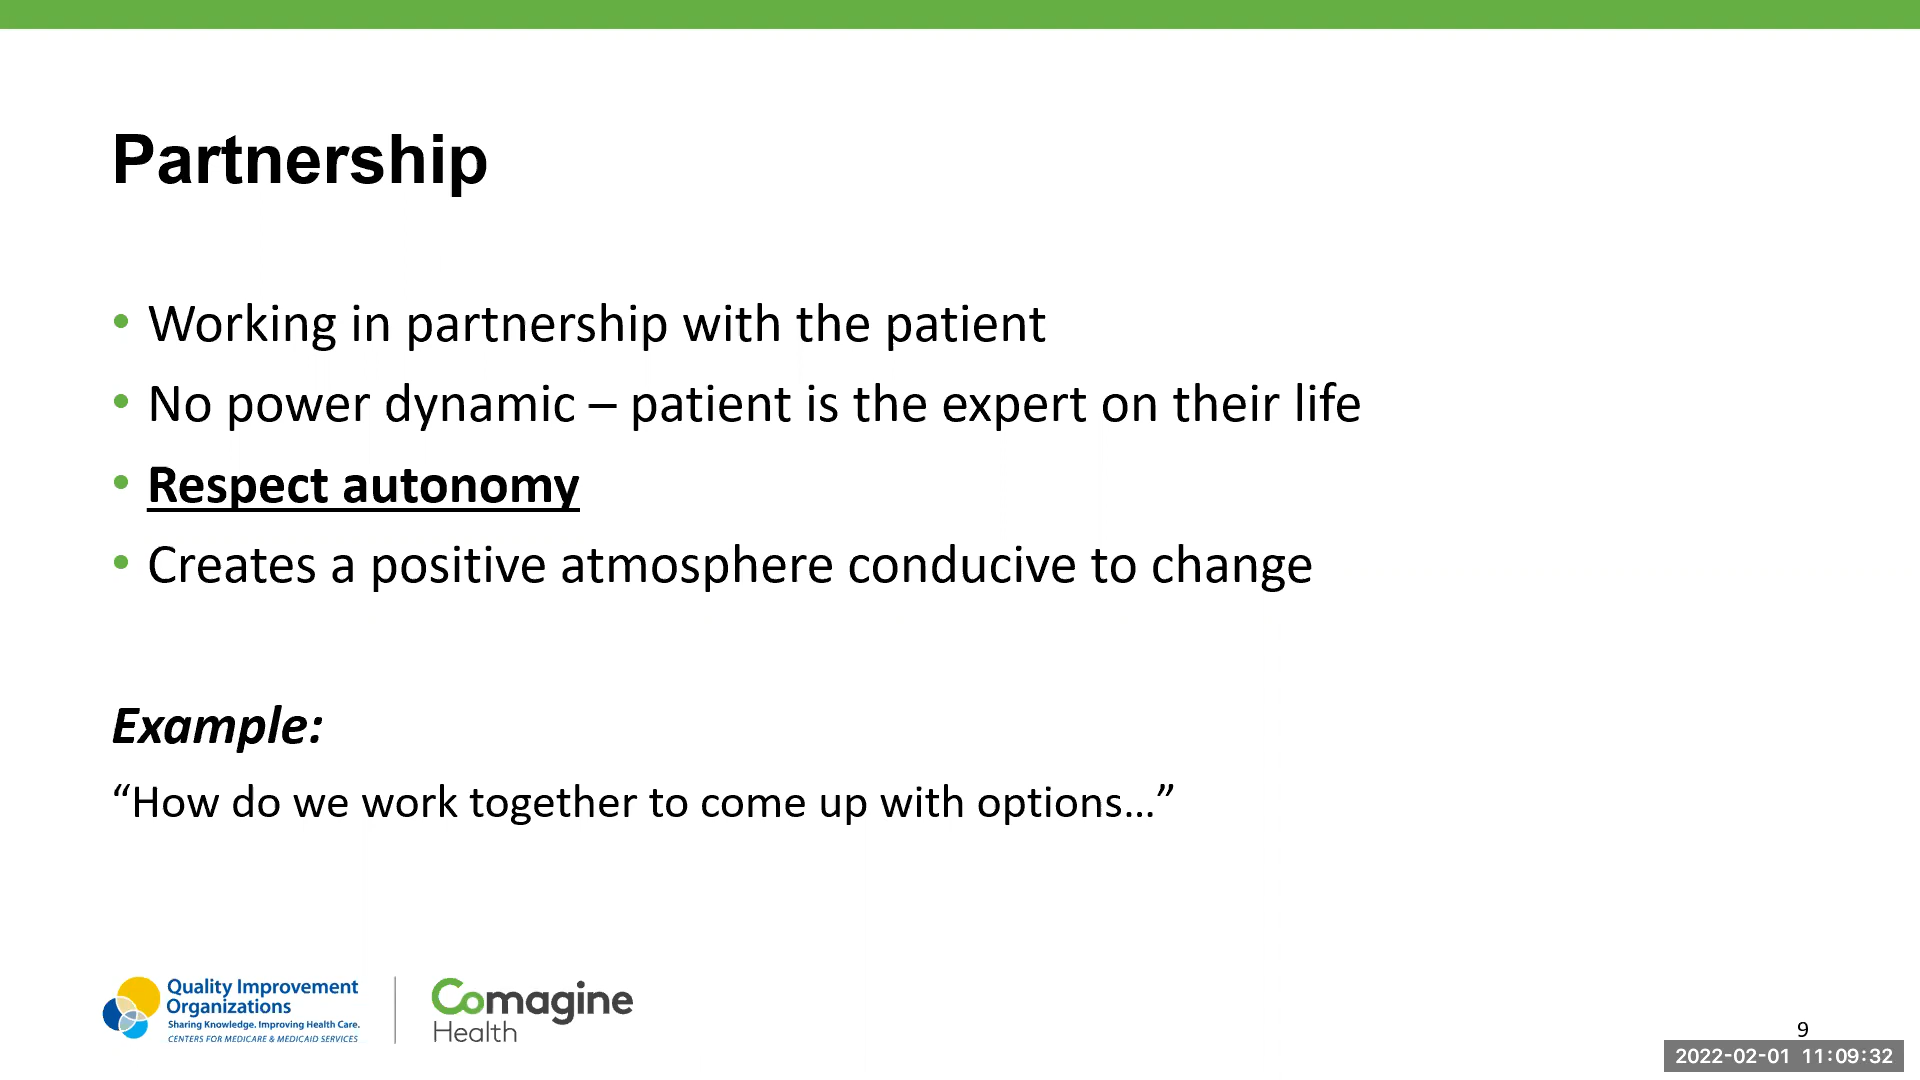 Partnership
• Working in partnership with the patient
• No power dynamic – patient is the expert on their life
• Respect autonomy
• Creates a positive atmosphere conducive to change
Example:
“How do we work together to come up with options…”
Quality Improvement
Organizations
Sharing Knowledge. Improving Health Care.
CENTERS FOR MEDICARE & MEDICAID SERVICES
Comagine
Health
9
2022-02-01 11:09:32